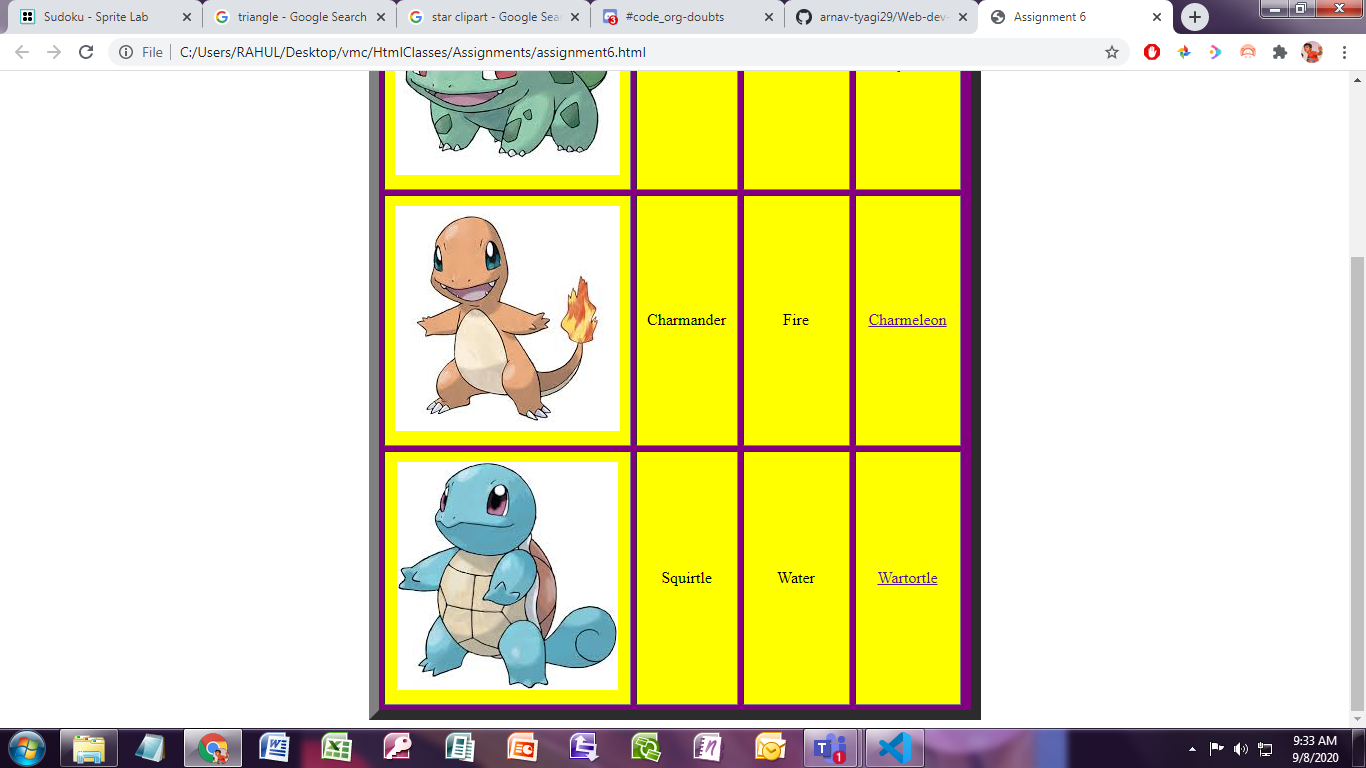 Sudoku - Sprite Lab
triangle - Google Search
star clipart - Google Sea
#code_org-doubts
arnav-tyagi29/Web-dev-
Assignment 6
File
C:/Users/RAHUL/Desktop/vmc/HtmlClasses/Assignments/assignment6.html
Charmander Fire Charmeleon
Squirtle Water Wartortle
9:33 AM
9/8/2020